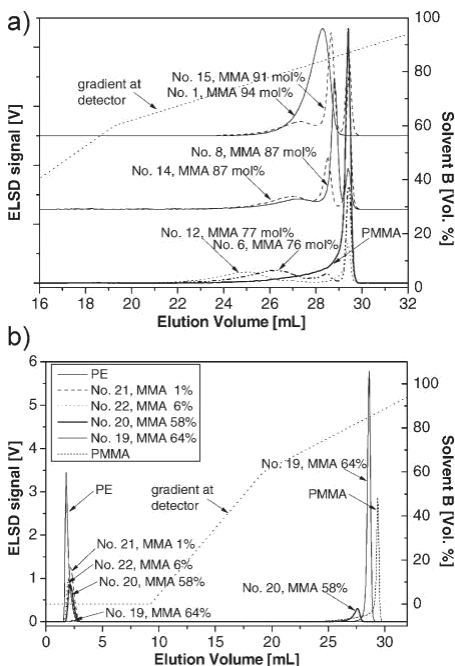 a)
100
80
60
40
20
0
ELSD signal [V]
Solvent B [Vol. %]
gradient at
detector
No. 15, MMA 91 mol%
No. 1, MMA 94 mol%
No. 8, MMA 87 mol%
No. 14, MMA 87 mol%
No. 12, MMA 77 mol%
No. 6, MMA 76 mol%
PMMA
16 18 20 22 24 26 28 30 32
Elution Volume [mL]
b)
6
5
4
3
2
1
0
ELSD signal [V]
100
80
60
40
20
0
Solvent B [Vol. %]
PE
No. 21, MMA 1%
No. 22, MMA 6%
No. 20, MMA 58%
No. 19, MMA 64%
PMMA
PE
gradient at
detector
No. 19, MMA 64%
PMMA
No. 21, MMA 1%
No. 22, MMA 6%
No. 20, MMA 58%
No. 19, MMA 64%
No. 20, MMA 58%
0 5 10 15 20 25 30
Elution Volume [mL]